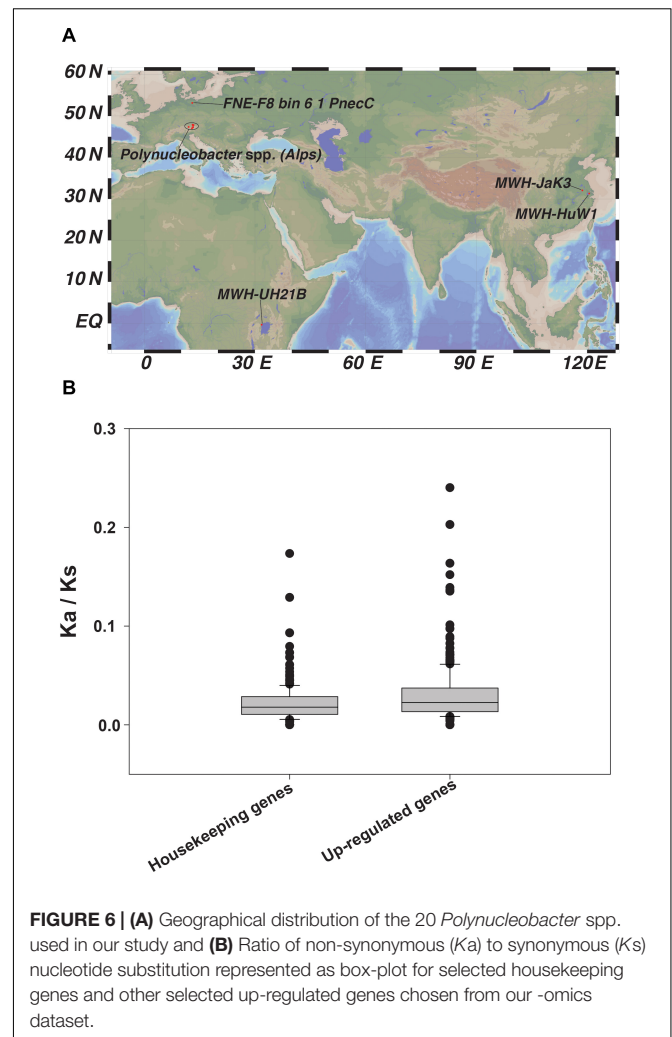 A
60 N
50 N
40 N
30 N
20 N
10 N
EQ
FNE-F8 bin 6 1 PnecC
Polynucleobacter spp. (Alps)
MWH-JaK3
MWH-HuW1
MWH-UH21B
0 30 E 60 E 90 E 120 E
B
0.3
0.2
0.1
0.0
Ka / Ks
Housekeeping genes
Up-regulated genes
FIGURE 6 | (A) Geographical distribution of the 20 Polynucleobacter spp.
used in our study and (B) Ratio of non-synonymous (Ka) to synonymous (Ks)
nucleotide substitution represented as box-plot for selected housekeeping
genes and other selected up-regulated genes chosen from our -omics
dataset.